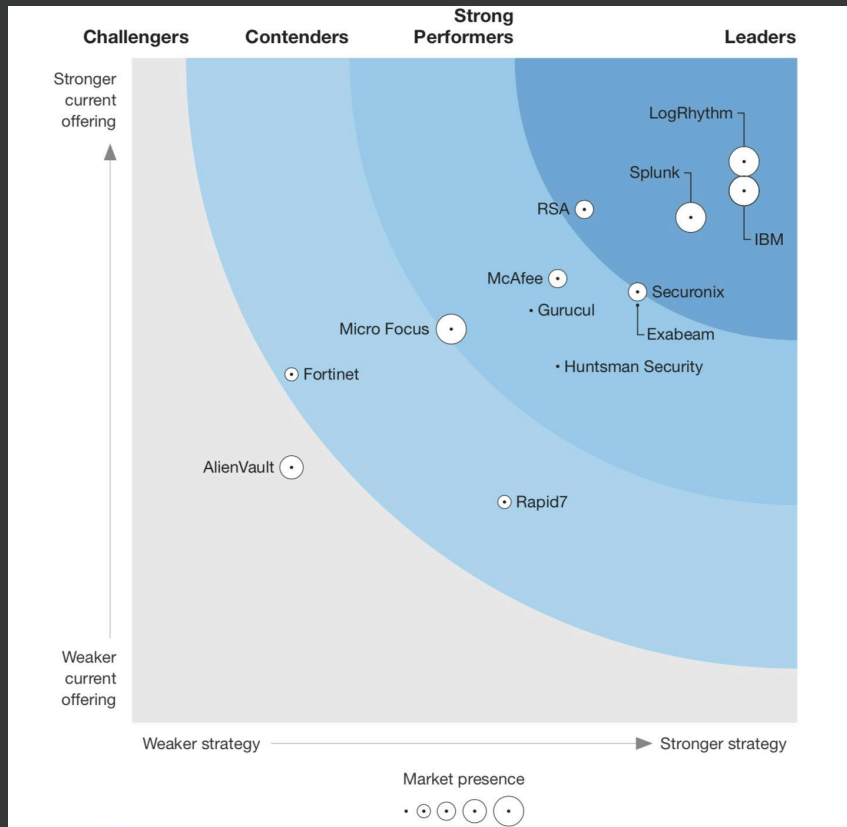 Challengers
Contenders
Strong
Performers
Leaders
Stronger
current
offering
LogRhythm
Splunk
RSA
IBM
McAfee
Securonix
Gurucul
Micro Focus
Exabeam
Huntsman Security
Fortinet
AlienVault
Rapid7
Weaker
current
offering
Weaker strategy
Stronger strategy
Market presence